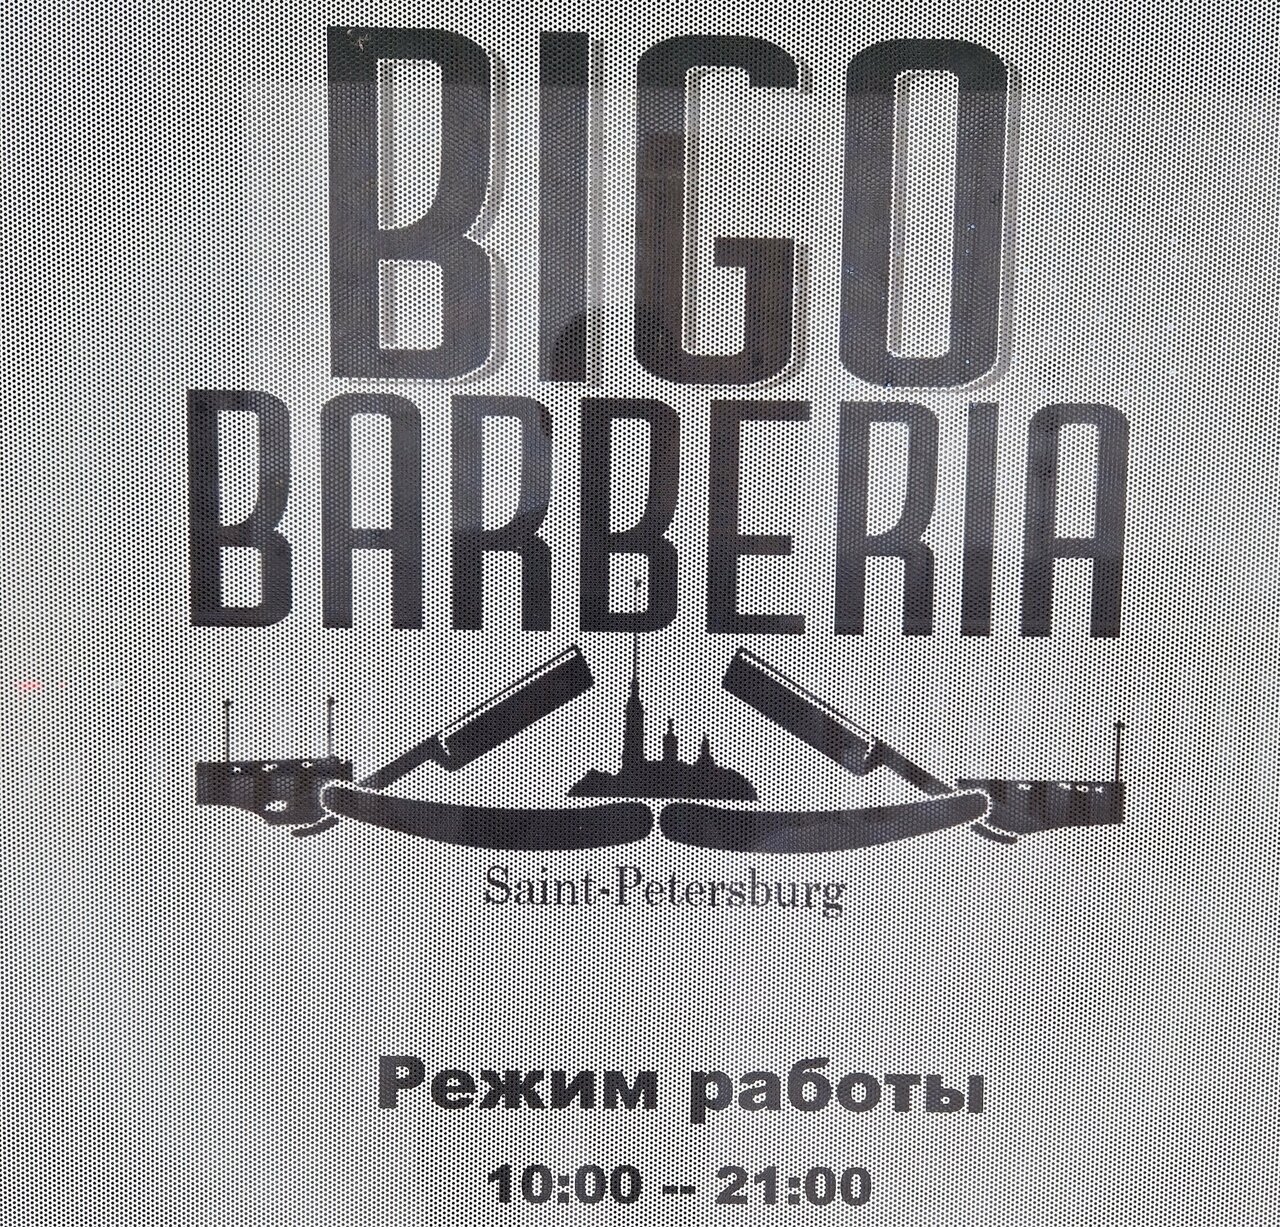 BIGO
BARBERIA
Saint-Petersburg
Режим работы
10:00 -- 21:00